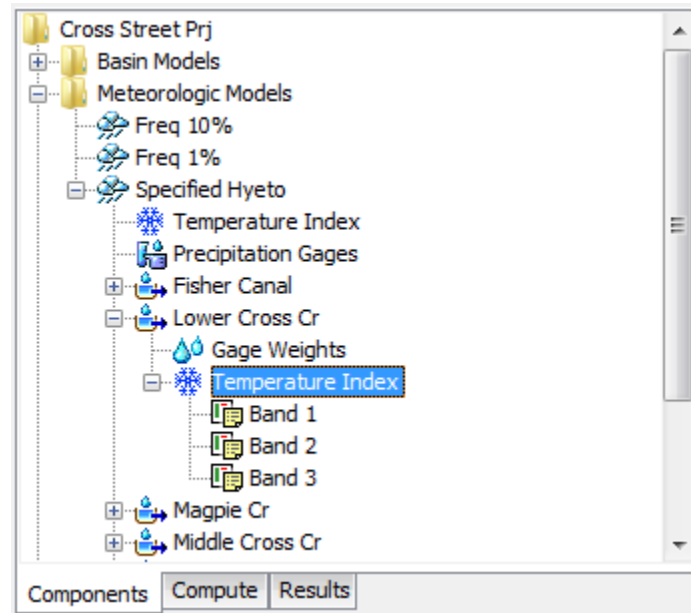 Cross Street Prj
Basin Models
Meteorologic Models
Freq 10%
Freq 1%
Specified Hyeto
Temperature Index
Precipitation Gages
Fisher Canal
Lower Cross Cr
Gage Weights
Temperature Index
Band 1
Band 2
Band 3
Magpie Cr
Middle Cross Cr
Components Compute Results